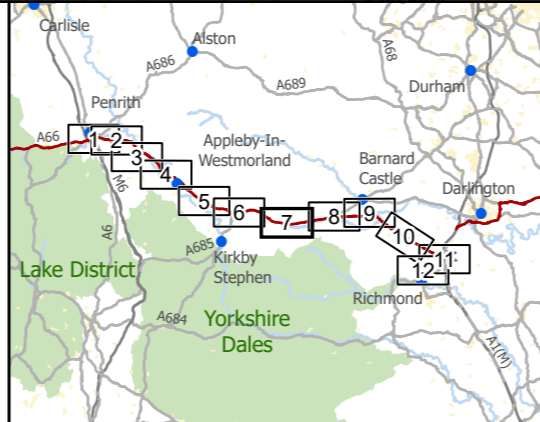 Carlisle
Alston
A686
A68
A689
Durham
Penrith
A66
Appleby-In-
Westmorland
Barnard
Castle
Darlington
1
2
3
4
5
6
7
8
9
10
11
12
M6
A6
A685
Kirkby
Stephen
Lake District
Richmond
A684
Yorkshire
Dales
A1(M)